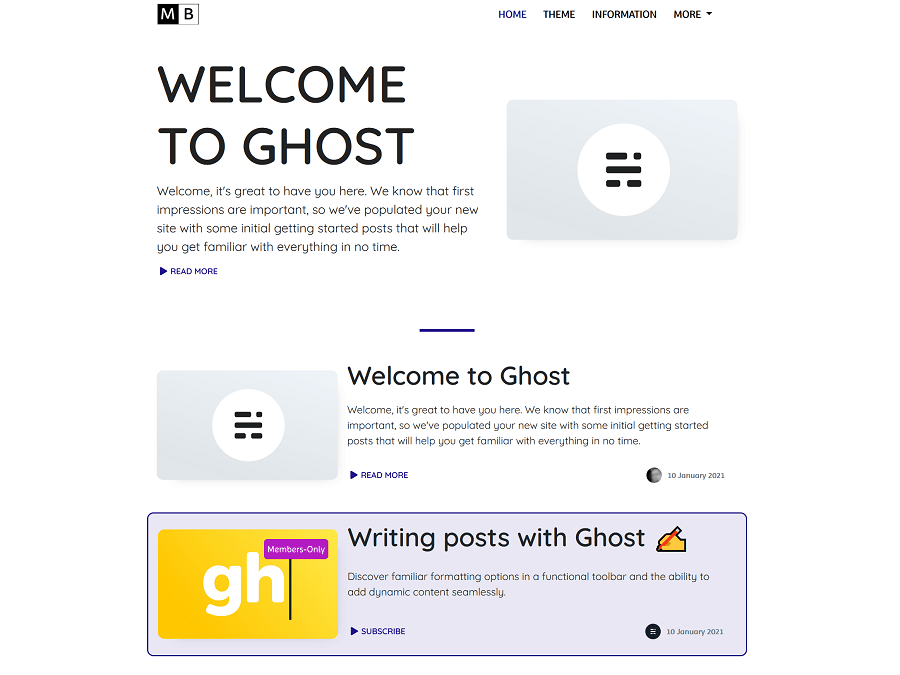 M B
HOME THEME INFORMATION MORE
WELCOME
TO GHOST
Welcome, it's great to have you here. We know that first
impressions are important, so we've populated your new
site with some initial getting started posts that will help
you get familiar with everything in no time.
READ MORE
Welcome to Ghost
Welcome, it's great to have you here. We know that first impressions are
important, so we've populated your new site with some initial getting started
posts that will help you get familiar with everything in no time.
READ MORE
10 January 2021
Members-Only
gh
Writing posts with Ghost ✍️
Discover familiar formatting options in a functional toolbar and the ability to
add dynamic content seamlessly.
SUBSCRIBE
10 January 2021